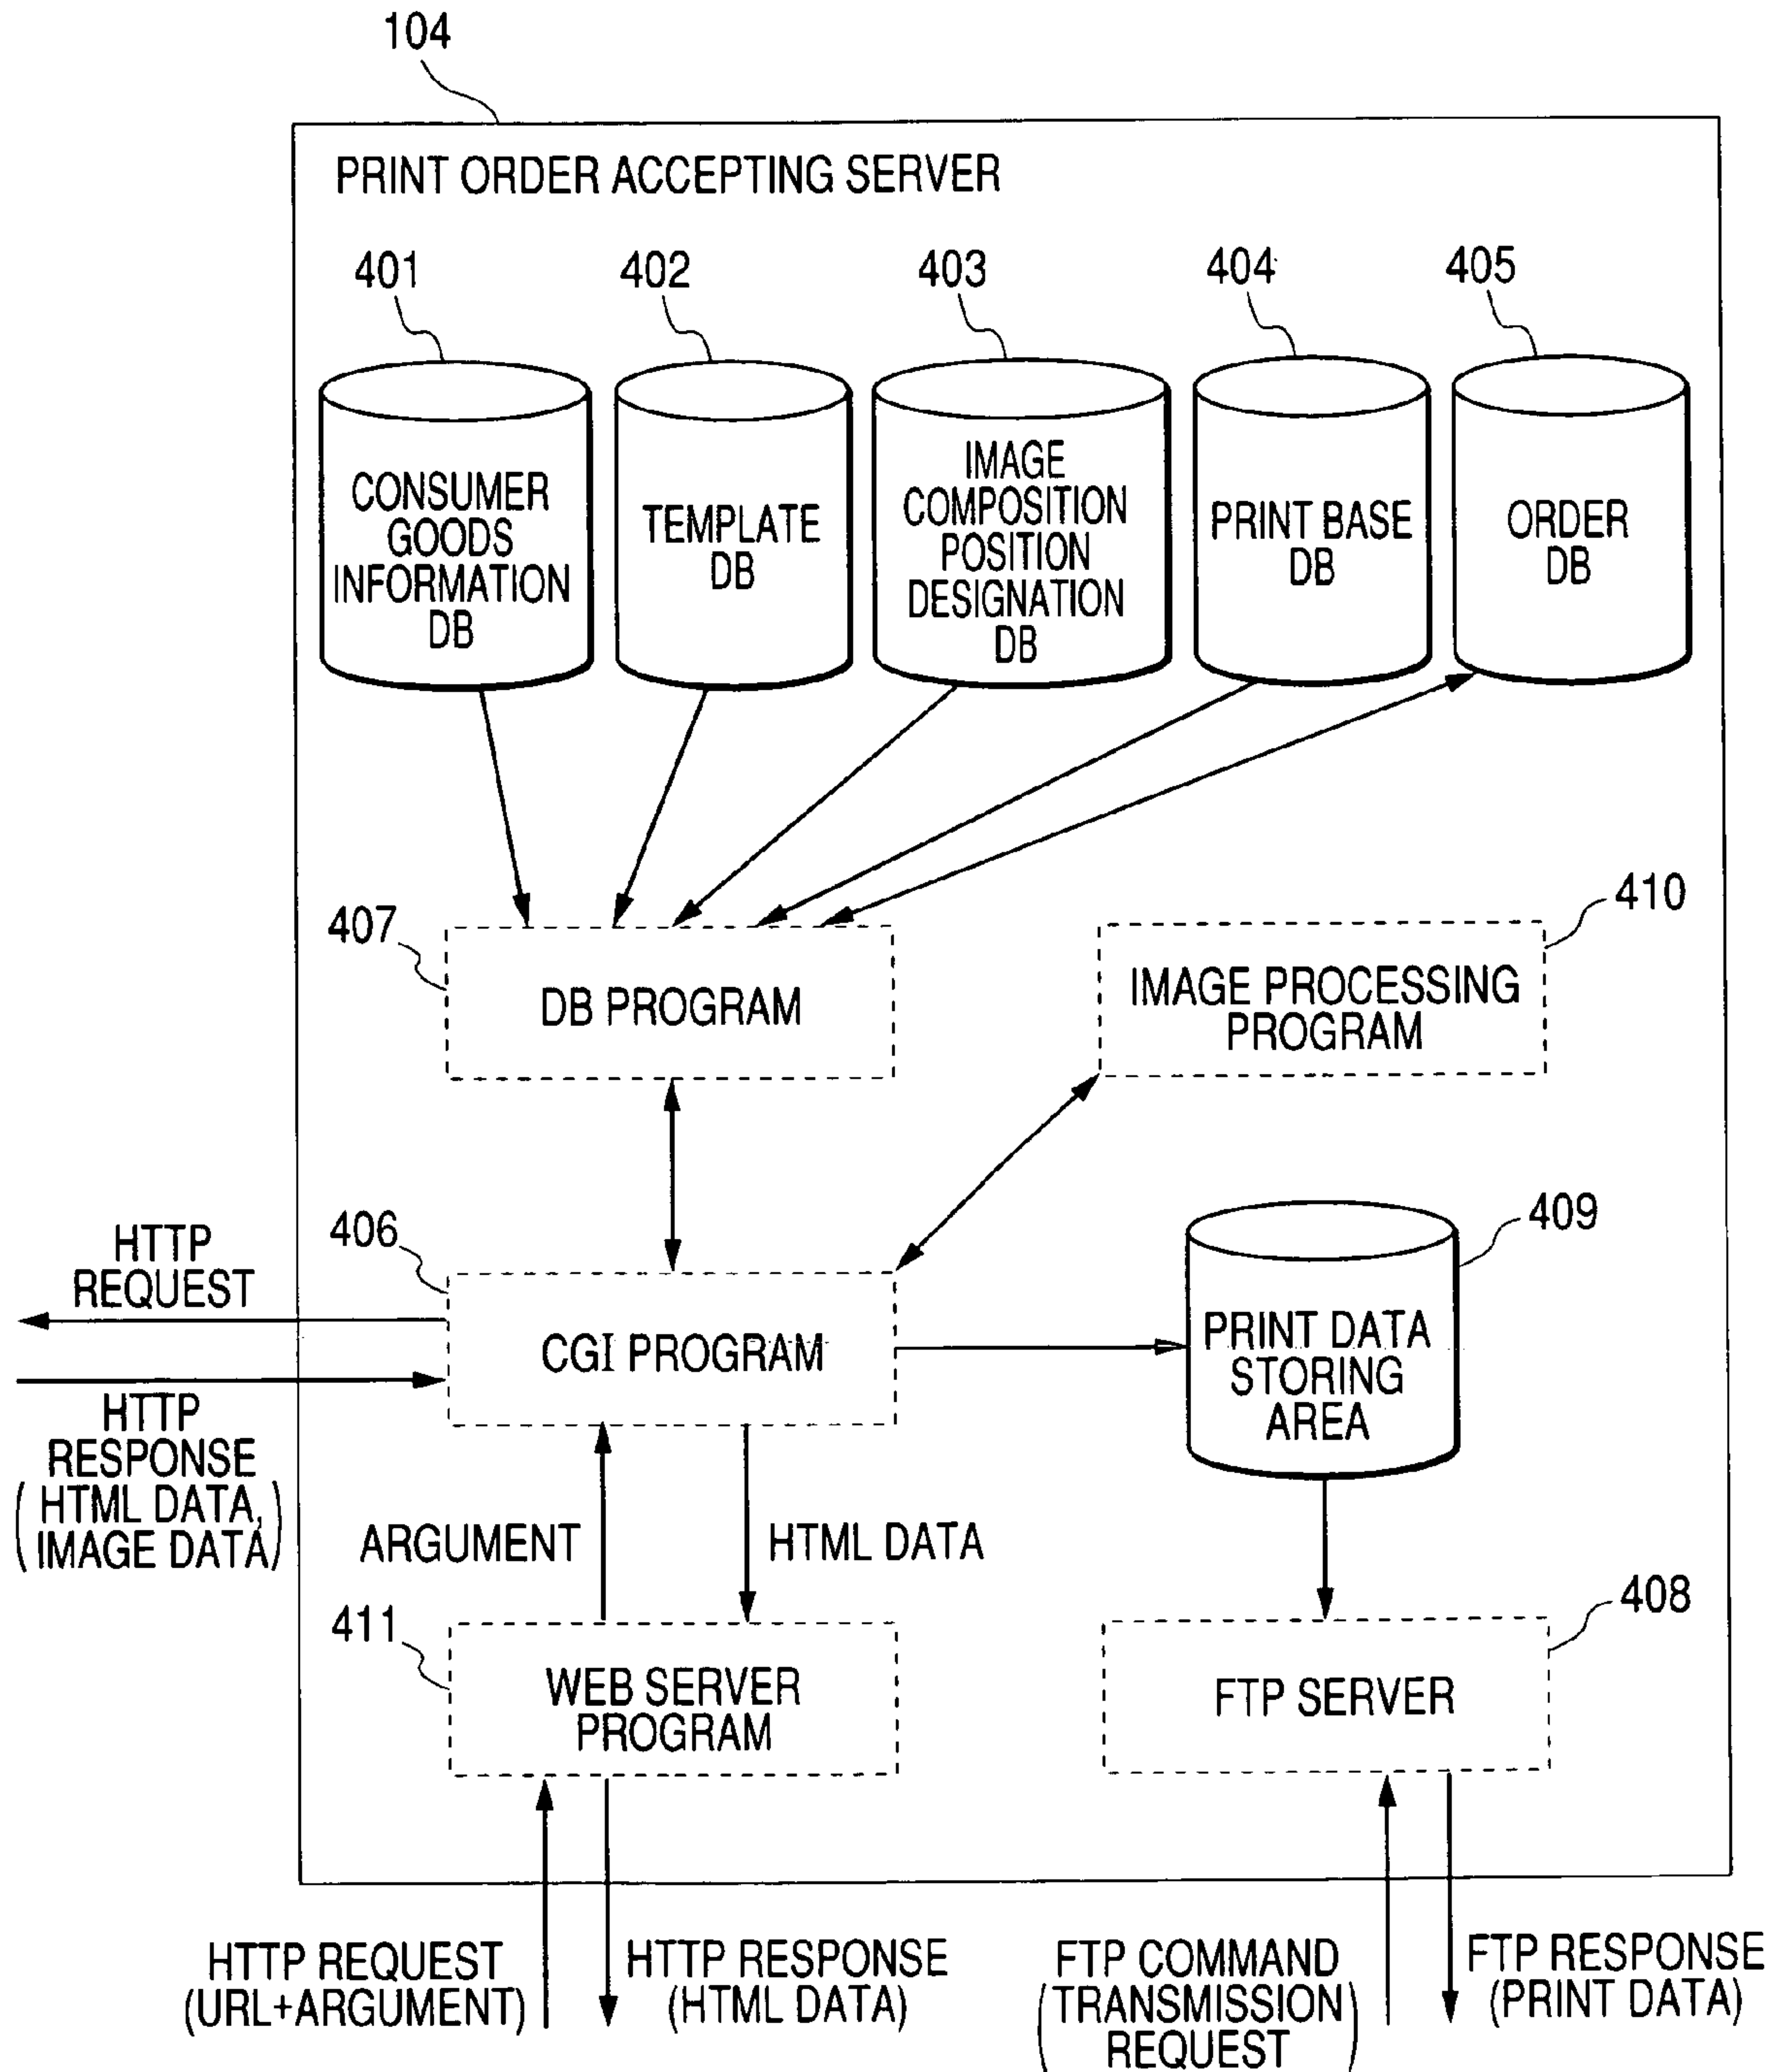 104
PRINT ORDER ACCEPTING SERVER
401
402
403
404
405
CONSUMER
GOODS
INFORMATION
DB
TEMPLATE
DB
IMAGE
COMPOSITION
POSITION
DESIGNATION
DB
PRINT BASE
DB
ORDER
DB
407
DB PROGRAM
410
IMAGE PROCESSING
PROGRAM
HTTP
REQUEST
406
CGI PROGRAM
409
PRINT DATA
STORING
AREA
HTTP
RESPONSE
(HTML DATA,
IMAGE DATA)
ARGUMENT
HTML DATA
411
WEB SERVER
PROGRAM
408
FTP SERVER
HTTP REQUEST
(URL+ARGUMENT)
HTTP RESPONSE
(HTML DATA)
FTP COMMAND
(TRANSMISSION
REQUEST)
FTP RESPONSE
(PRINT DATA)